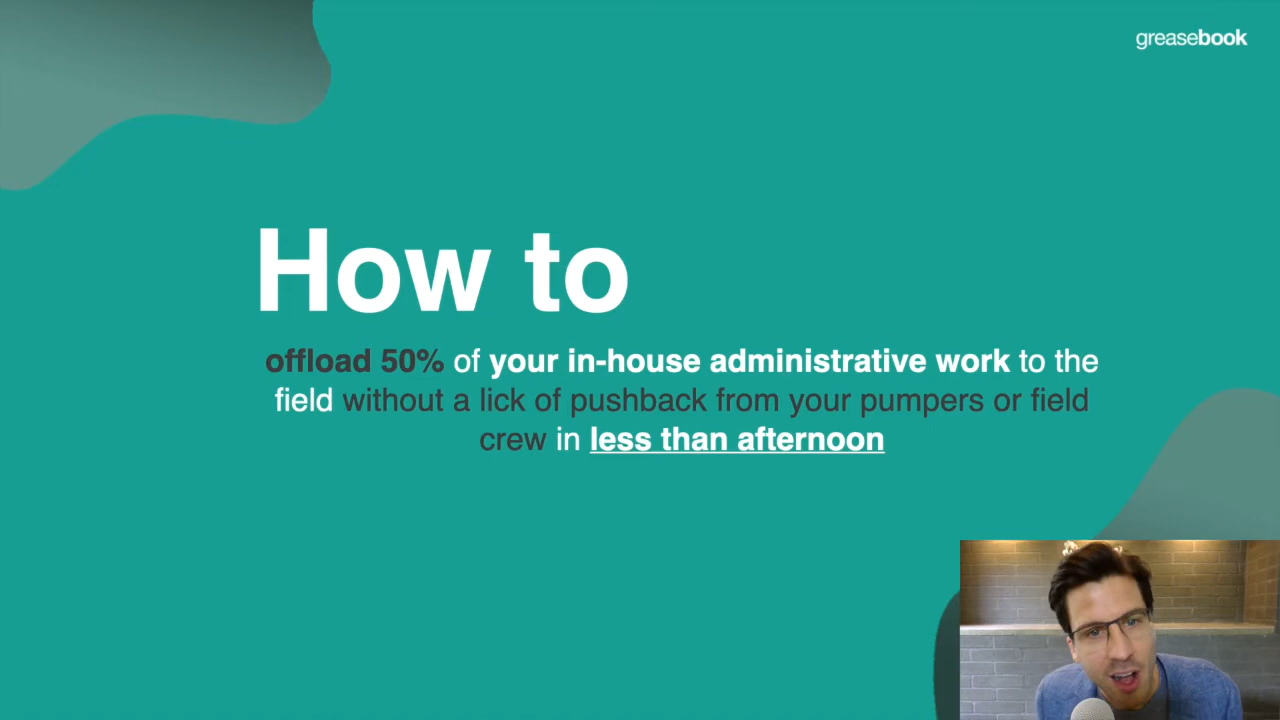 greasebook
How to
offload 50% of your in-house administrative work to the
field without a lick of pushback from your pumpers or field
crew in less than afternoon